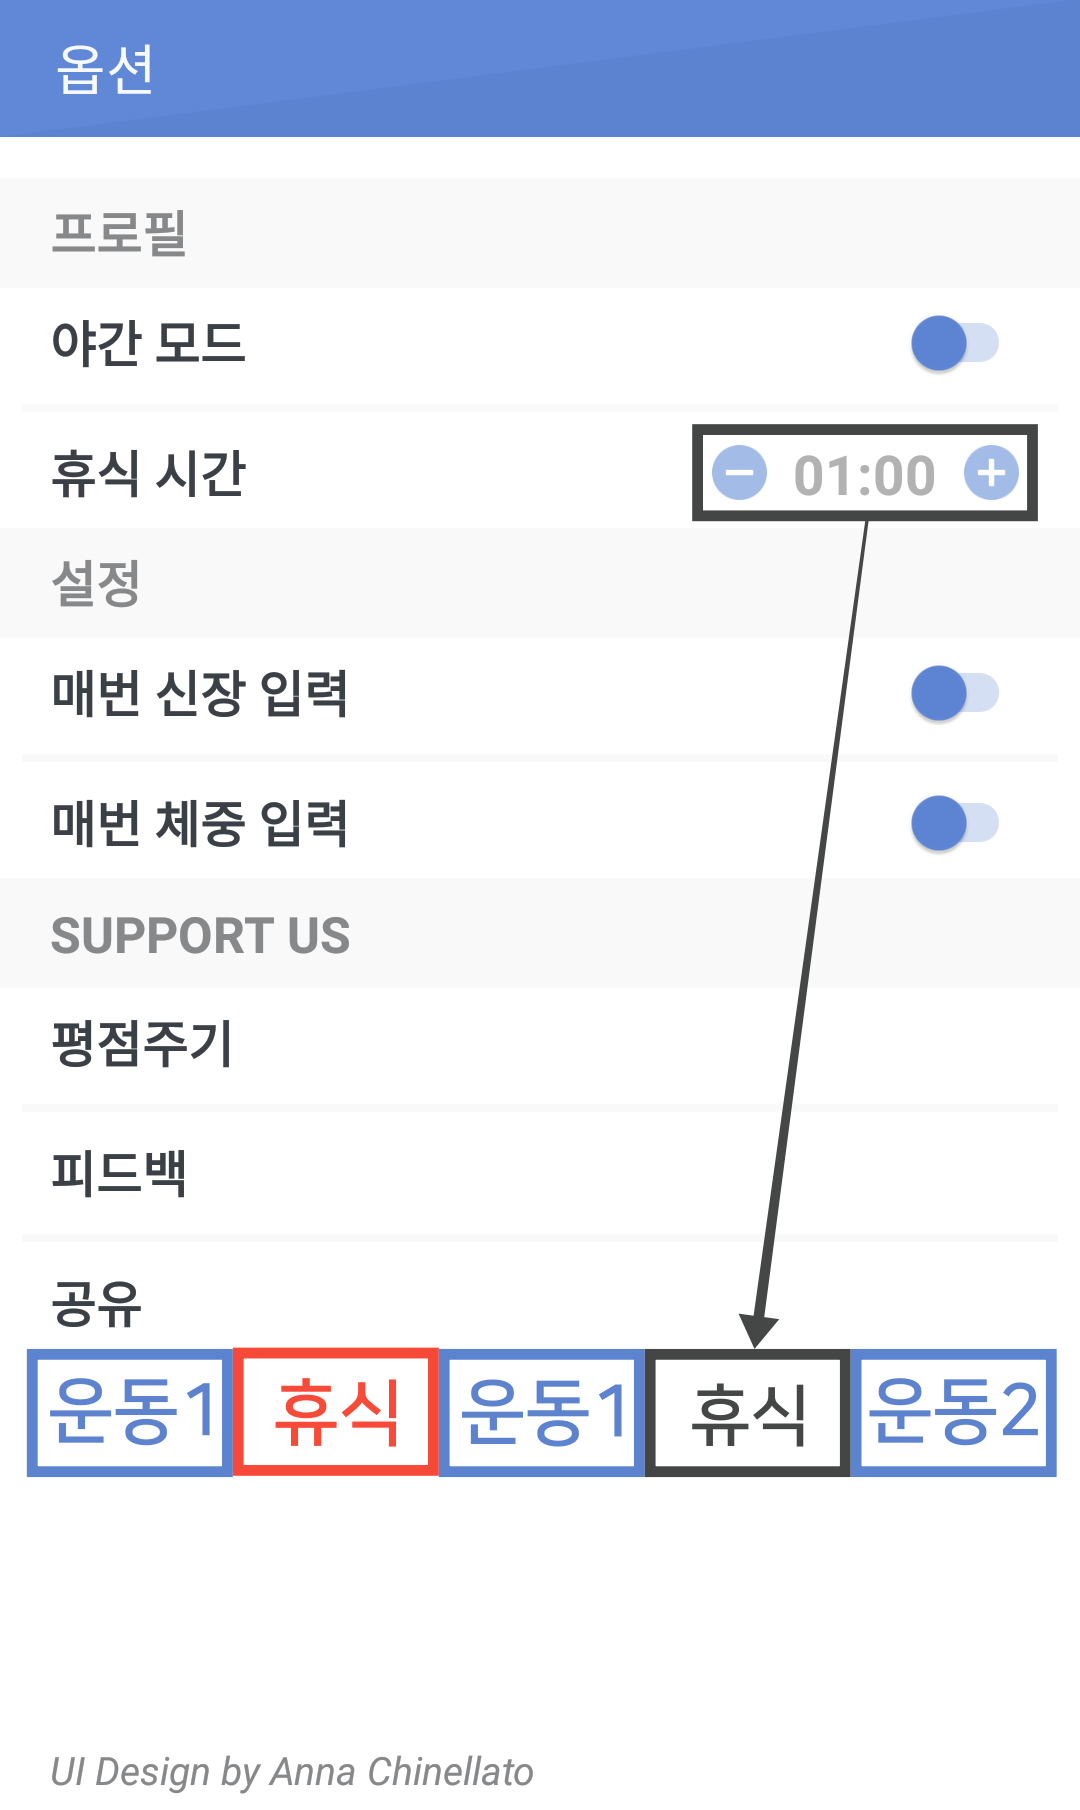 옵션
프로필
야간 모드
휴식 시간 01:00
설정
매번 신장 입력
매번 체중 입력
SUPPORT US
평점주기
피드백
공유
운동1 휴식 운동1 휴식 운동2
UI Design by Anna Chinellato